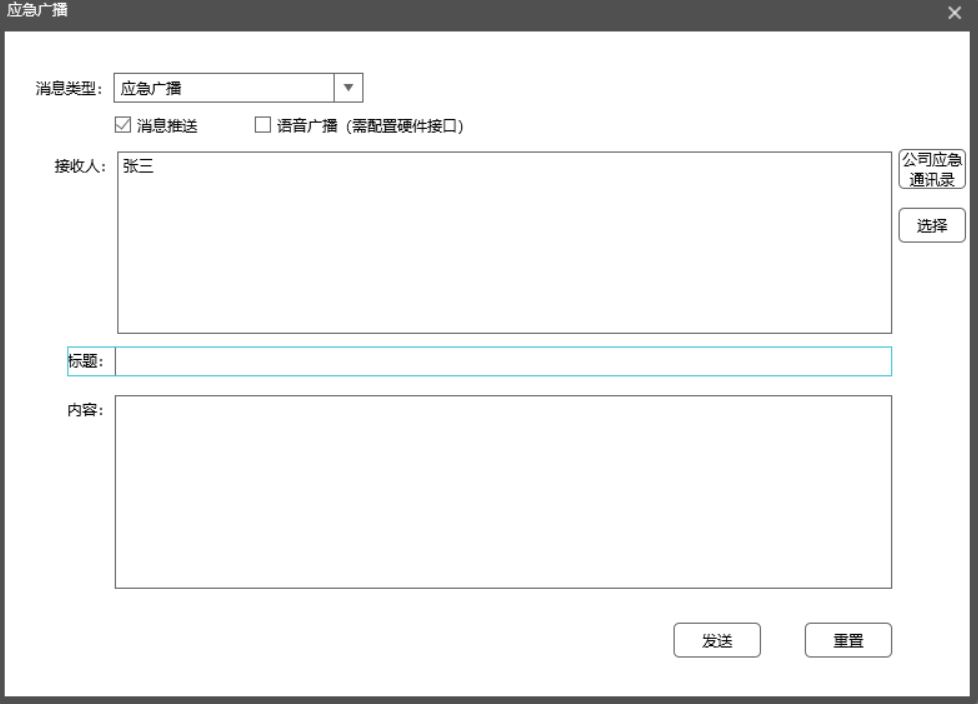 应急广播
消息类型：
应急广播
消息推送
语音广播（需配置硬件接口）
接收人：
张三
公司应急
通讯录
选择
标题：
内容：
发送
重置